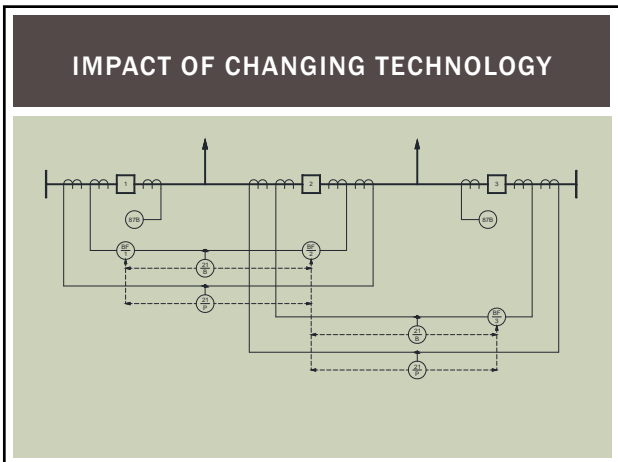 IMPACT OF CHANGING TECHNOLOGY
1
2
3
87B
87B
BF
1
BF
2
21
B
21
P
BF
3
21
B
21
P